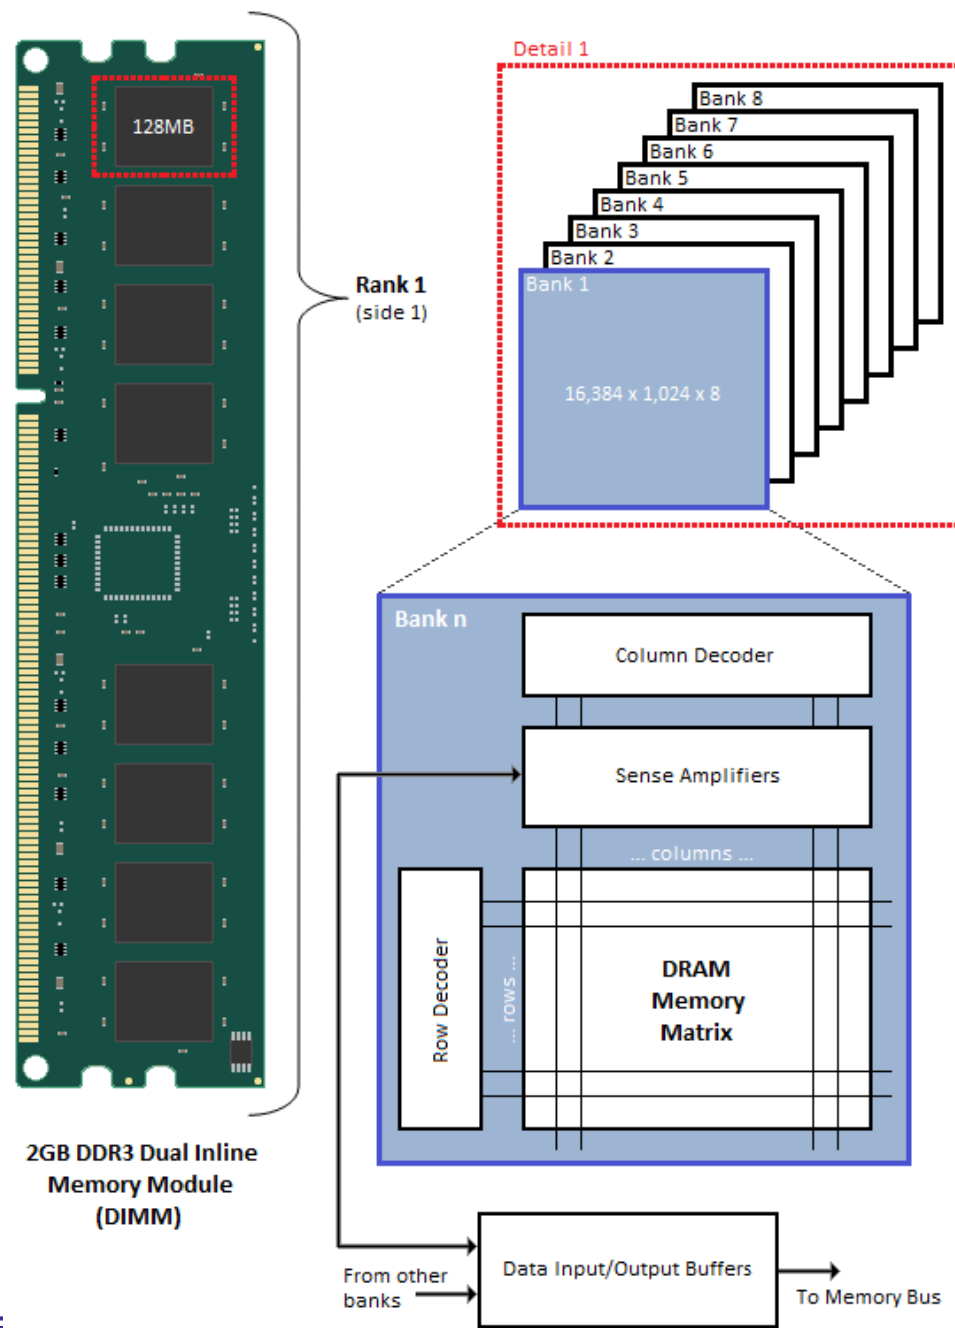 Detail 1
128MB
Bank 8
Bank 7
Bank 6
Bank 5
Bank 4
Bank 3
Bank 2
Bank 1
16,384 x 1,024 x 8
Rank 1
(side 1)
Bank n
Column Decoder
Sense Amplifiers
... columns ...
Row Decoder
... rows ...
DRAM
Memory
Matrix
2GB DDR3 Dual Inline
Memory Module
(DIMM)
Data Input/Output Buffers
From other
banks
To Memory Bus